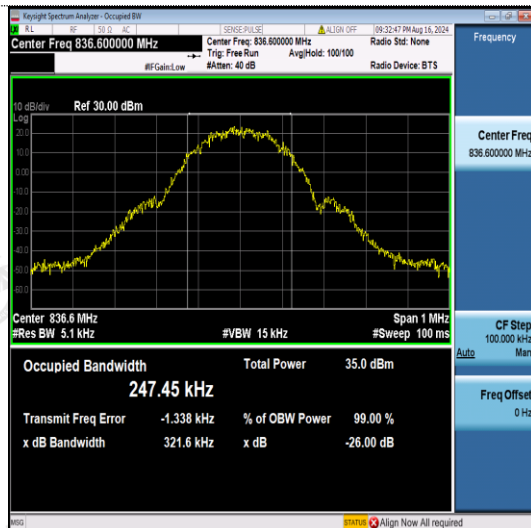 Keysight Spectrum Analyzer - Occupied BW
RL RF 50 Ω AC SENSE:PULSE ALIGN OFF 09:32:47 PM Aug 16, 2024
Center Freq 836.600000 MHz Center Freq: 836.600000 MHz Radio Std: None Frequency
Trig: Free Run Avg|Hold: 100/100
#IFGain:Low #Atten: 40 dB Radio Device: BTS
10 dB/div Ref 30.00 dBm
Log
20.0
10.0
0.00
-10.0
-20.0
-30.0
-40.0
-50.0
-60.0
Center Freq
836.600000 MHz
Center 836.6 MHz Span 1 MHz
#Res BW 5.1 kHz #VBW 15 kHz #Sweep 100 ms
CF Step
100.000 kHz
Auto Man
Occupied Bandwidth Total Power 35.0 dBm
247.45 kHz
Transmit Freq Error -1.338 kHz % of OBW Power 99.00 %
x dB Bandwidth 321.6 kHz x dB -26.00 dB
Freq Offset
0 Hz
MSG STATUS Align Now All required